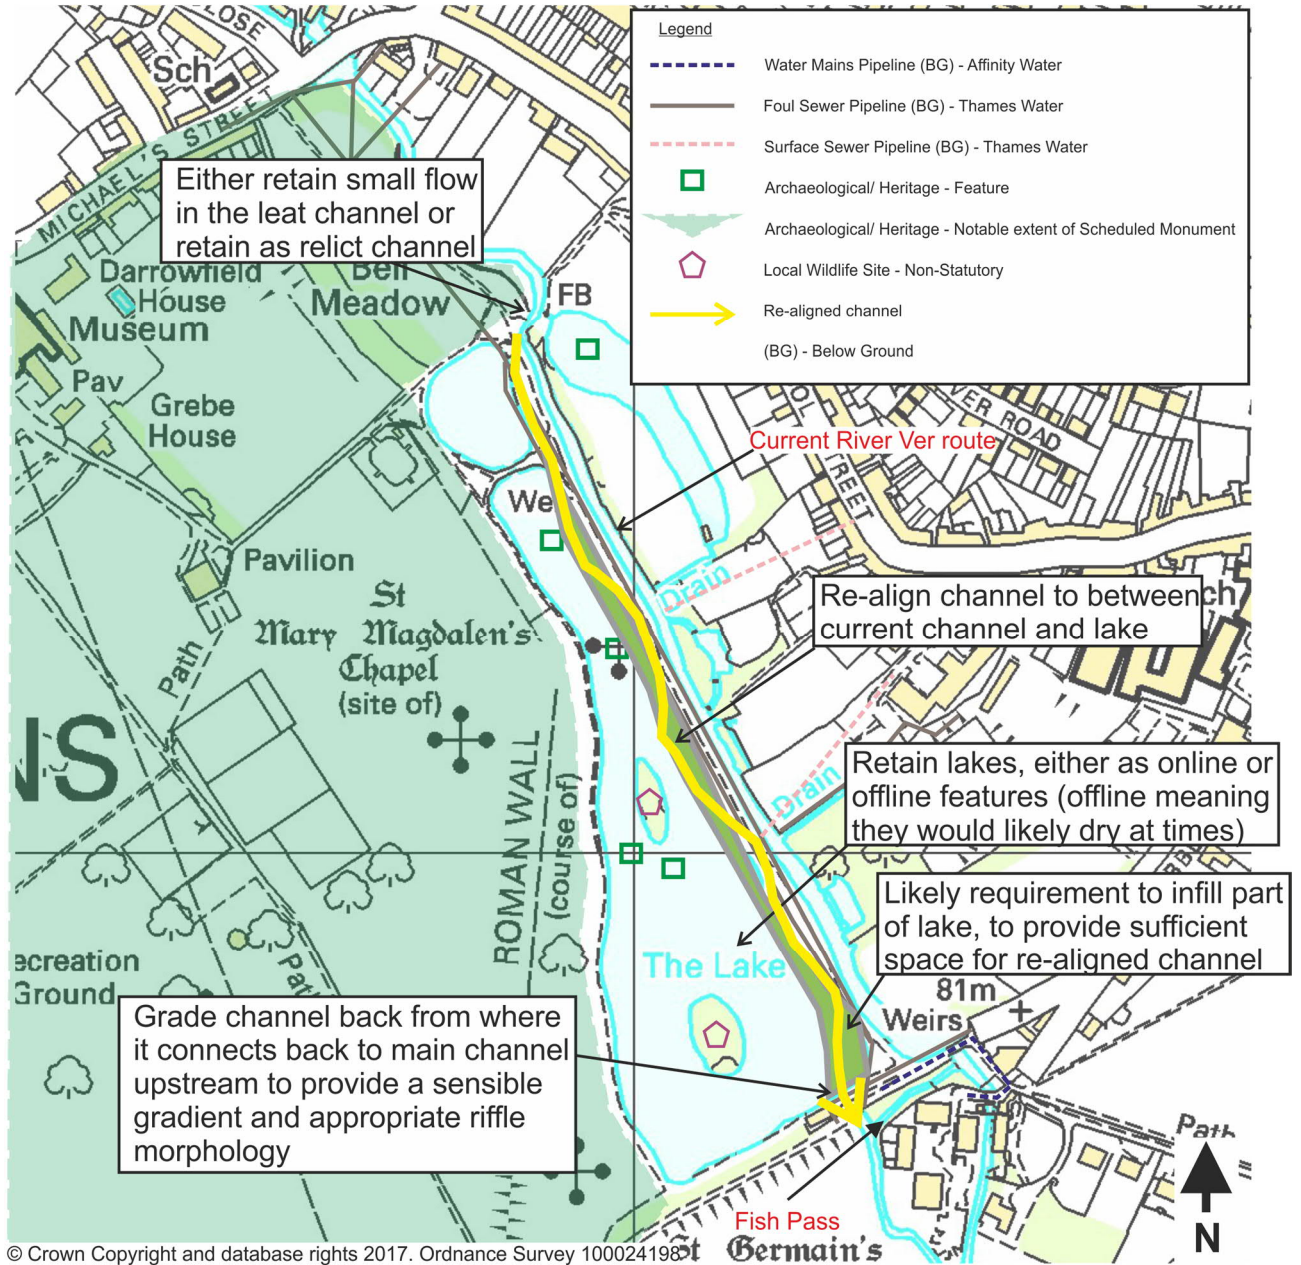 Legend
Water Mains Pipeline (BG) - Affinity Water
Foul Sewer Pipeline (BG) - Thames Water
Surface Sewer Pipeline (BG) - Thames Water
Archaeological/ Heritage - Feature
Archaeological/ Heritage - Notable extent of Scheduled Monument
Local Wildlife Site - Non-Statutory
Re-aligned channel
(BG) - Below Ground
CLOSE
Sch
MICHAEL'S STREET
Either retain small flow
in the leat channel or
retain as relict channel
Darrowfield
House
Bell
Meadow
Museum
FB
Pav
Grebe
House
VER ROAD
Current River Ver route
STREET
We
Pavilion
Drain
St
Mary Magdalen's
Chapel
(site of)
Path
Re-align channel to between
current channel and lake
ch
NS
ROMAN WALL
(course of)
Retain lakes, either as online or
offline features (offline meaning
they would likely dry at times)
Drain
Likely requirement to infill part
of lake, to provide sufficient
space for re-aligned channel
The Lake
ecreation
Ground
Path
81m
Weirs
Grade channel back from where
it connects back to main channel
upstream to provide a sensible
gradient and appropriate riffle
morphology
Path
Fish Pass
N
St Germain's
© Crown Copyright and database rights 2017. Ordnance Survey 100024198